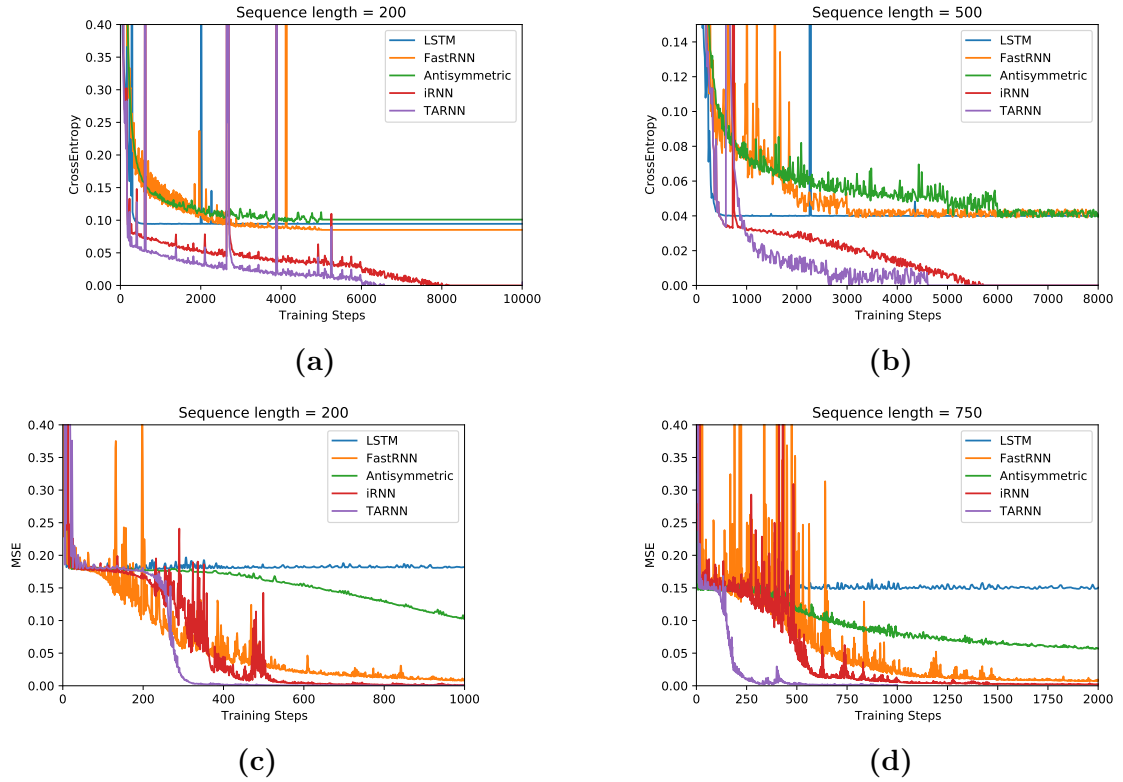 Sequence length = 200
CrossEntropy
0.40
0.35
0.30
0.25
0.20
0.15
0.10
0.05
0.00
0
2000
4000
6000
8000
10000
Training Steps
LSTM
FastRNN
Antisymmetric
iRNN
TARNN
(a)
Sequence length = 500
CrossEntropy
0.14
0.12
0.10
0.08
0.06
0.04
0.02
0.00
0
1000
2000
3000
4000
5000
6000
7000
8000
Training Steps
LSTM
FastRNN
Antisymmetric
iRNN
TARNN
(b)
Sequence length = 200
MSE
0.40
0.35
0.30
0.25
0.20
0.15
0.10
0.05
0.00
0
200
400
600
800
1000
Training Steps
LSTM
FastRNN
Antisymmetric
iRNN
TARNN
(c)
Sequence length = 750
MSE
0.40
0.35
0.30
0.25
0.20
0.15
0.10
0.05
0.00
0
250
500
750
1000
1250
1500
1750
2000
Training Steps
LSTM
FastRNN
Antisymmetric
iRNN
TARNN
(d)